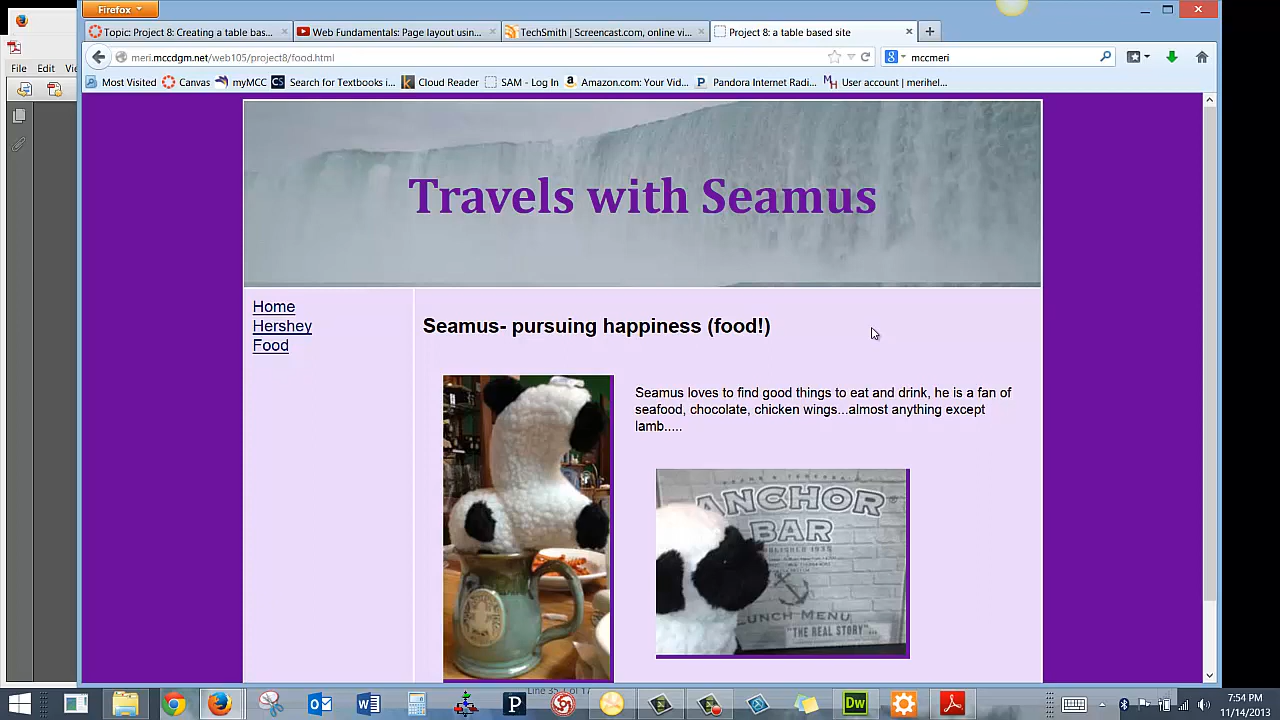 Firefox
Topic: Project 8: Creating a table bas...
Web Fundamentals: Page layout usin...
TechSmith | Screencast.com, online vi...
Project 8: a table based site
meri.mccdgm.net/web105/project8/food.html
mccmeri
File Edit
Most Visited
Canvas
myMCC
Search for Textbooks i...
Cloud Reader
SAM - Log In
Amazon.com: Your Vid...
Pandora Internet Radi...
User account | merihel...
Travels with Seamus
Home
Hershey
Food
Seamus- pursuing happiness (food!)
Seamus loves to find good things to eat and drink, he is a fan of
seafood, chocolate, chicken wings...almost anything except
lamb.....
ANCHOR
BAR
LUNCH MENU
"THE REAL STORY"...
7:54 PM
11/14/2013